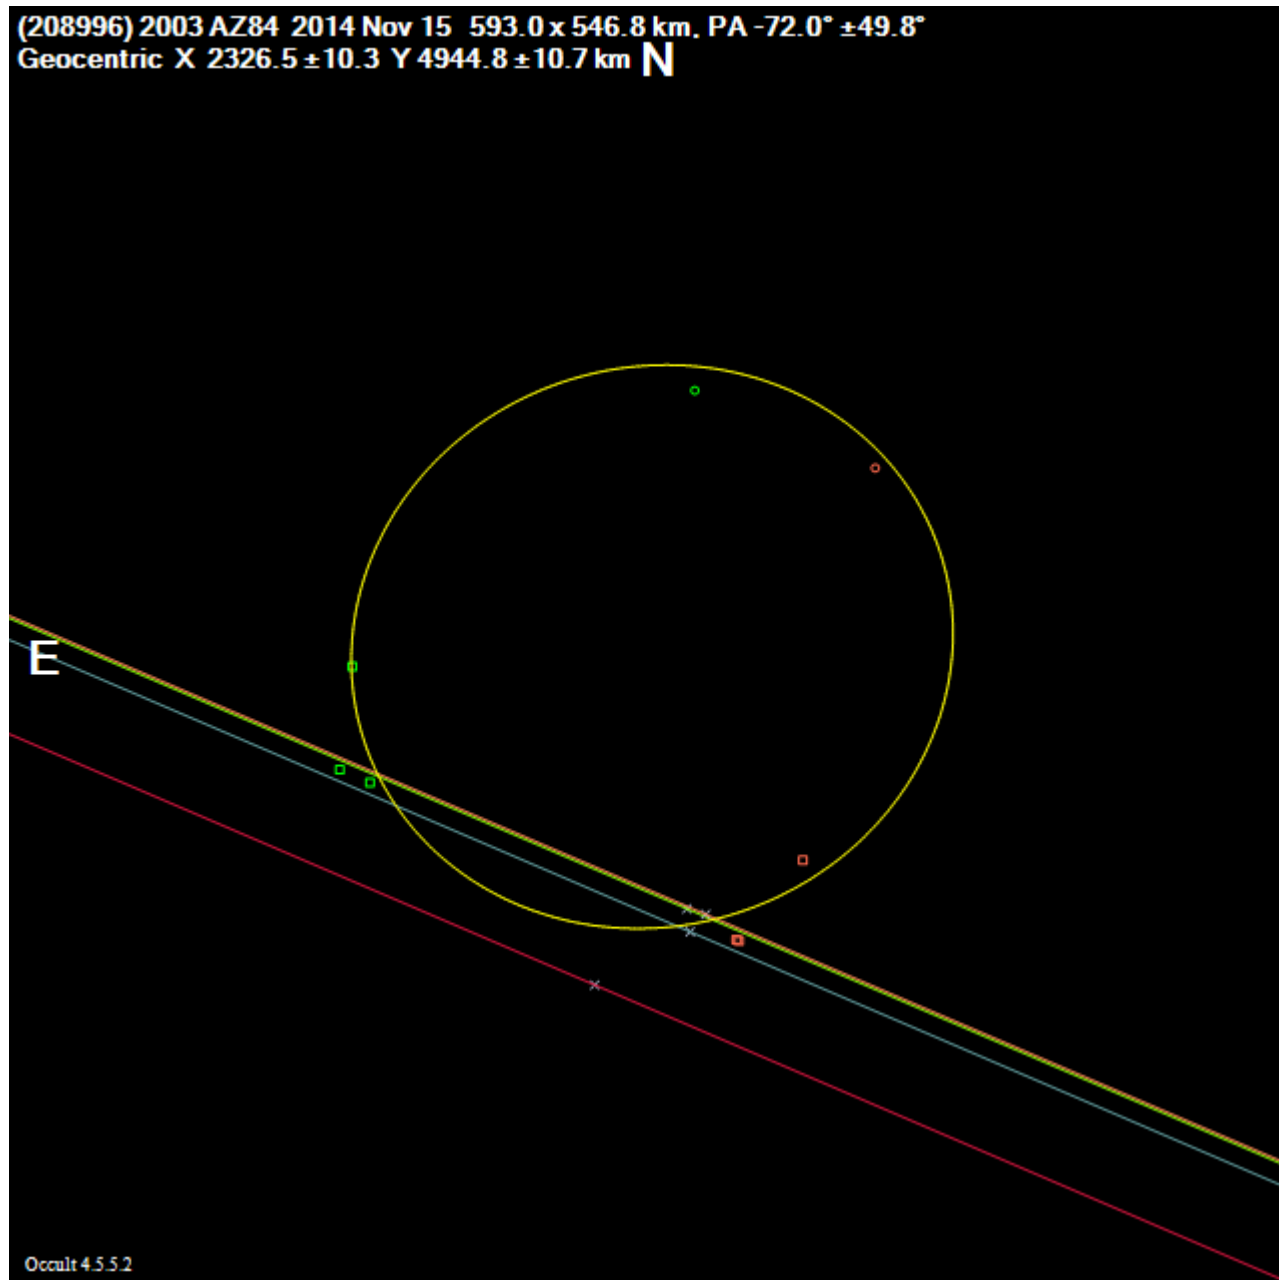 (208996) 2003 AZ84 2014 Nov 15 593.0 x 546.8 km, PA -72.0° ±49.8°
Geocentric X 2326.5 ±10.3 Y 4944.8 ±10.7 km N
E
Occult 4.5.5.2